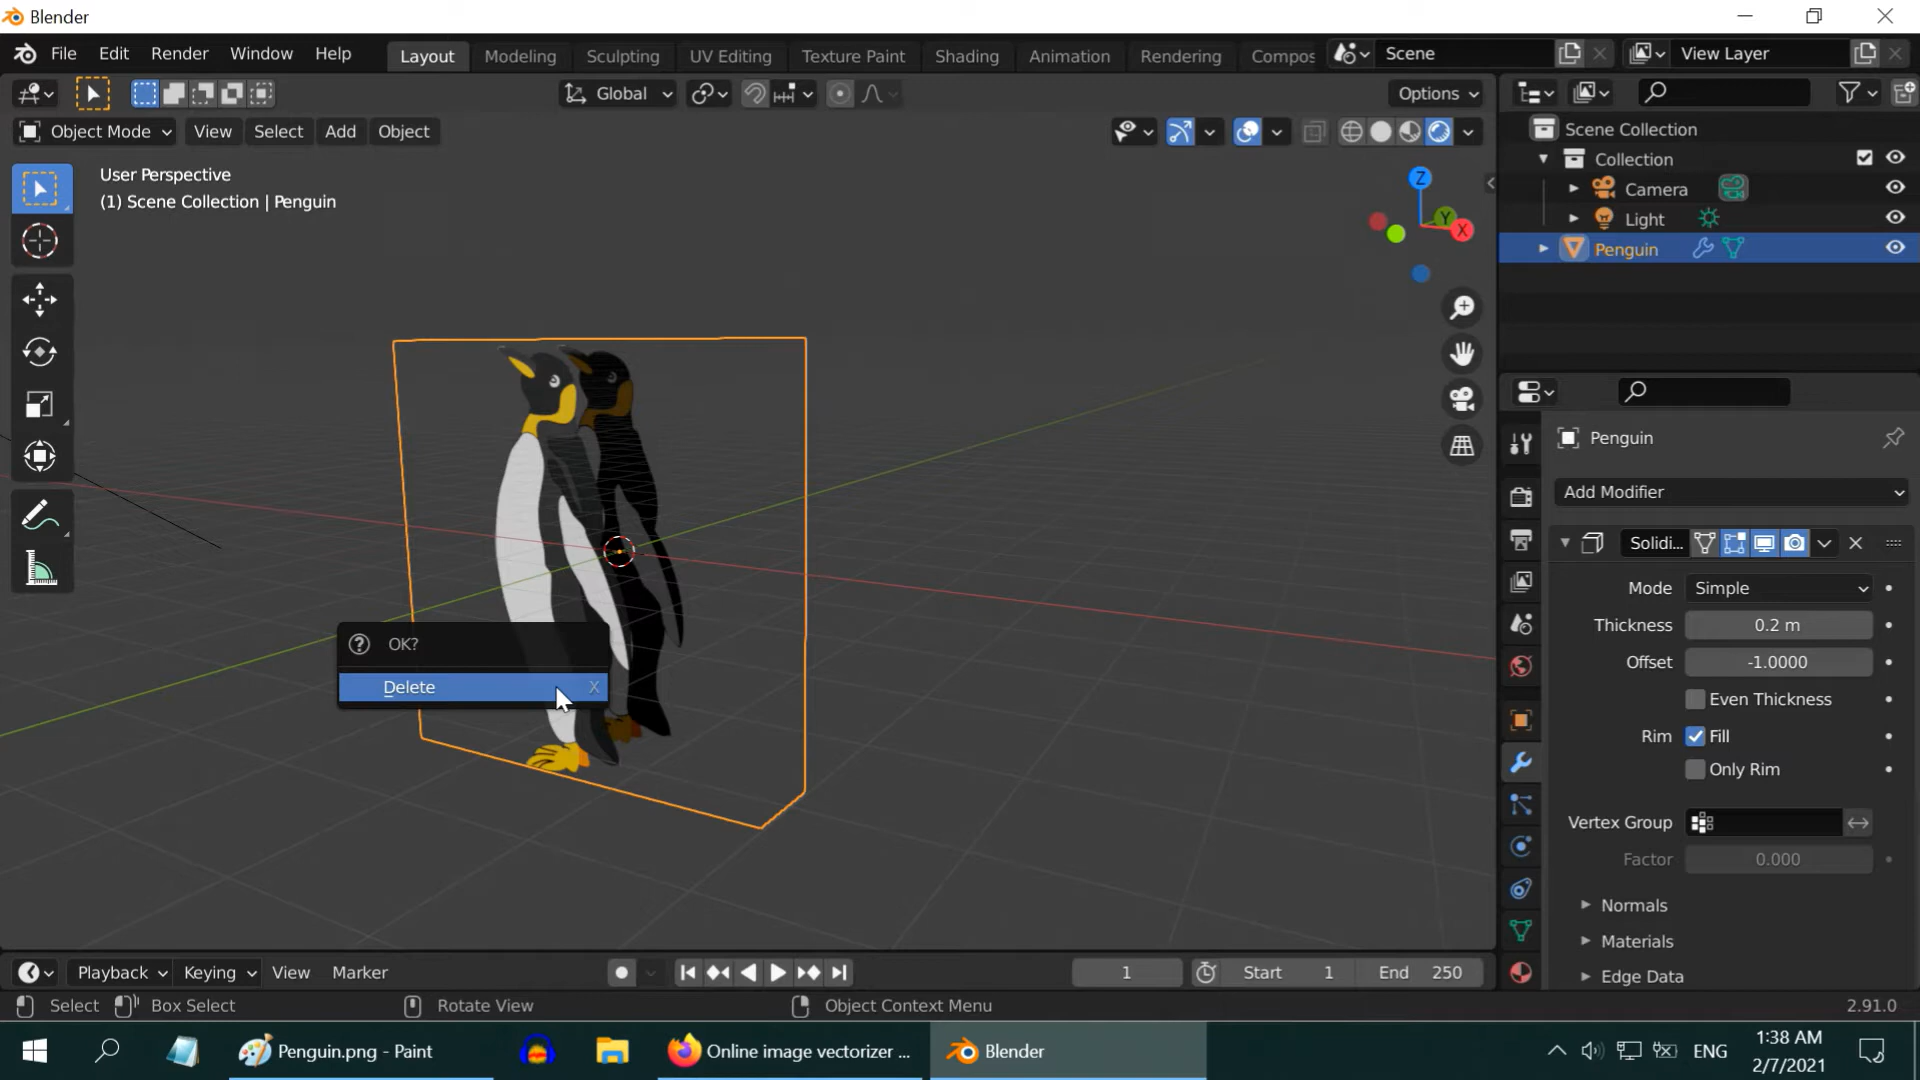 Blender
File Edit Render Window Help
Layout Modeling Sculpting UV Editing Texture Paint Shading Animation Rendering Compos
Scene View Layer
Global Options
Object Mode View Select Add Object
User Perspective
(1) Scene Collection | Penguin
Z
Y
X
Scene Collection
Collection
Camera
Light
Penguin
Penguin
Add Modifier
Solidi...
Mode Simple
Thickness 0.2 m
Offset -1.0000
Even Thickness
Rim Fill
Only Rim
Vertex Group
Factor 0.000
Normals
Materials
Edge Data
OK?
Delete X
Playback Keying View Marker
1 Start 1 End 250
Select Box Select Rotate View Object Context Menu 2.91.0
Penguin.png - Paint
Online image vectorizer ...
Blender
ENG
1:38 AM
2/7/2021